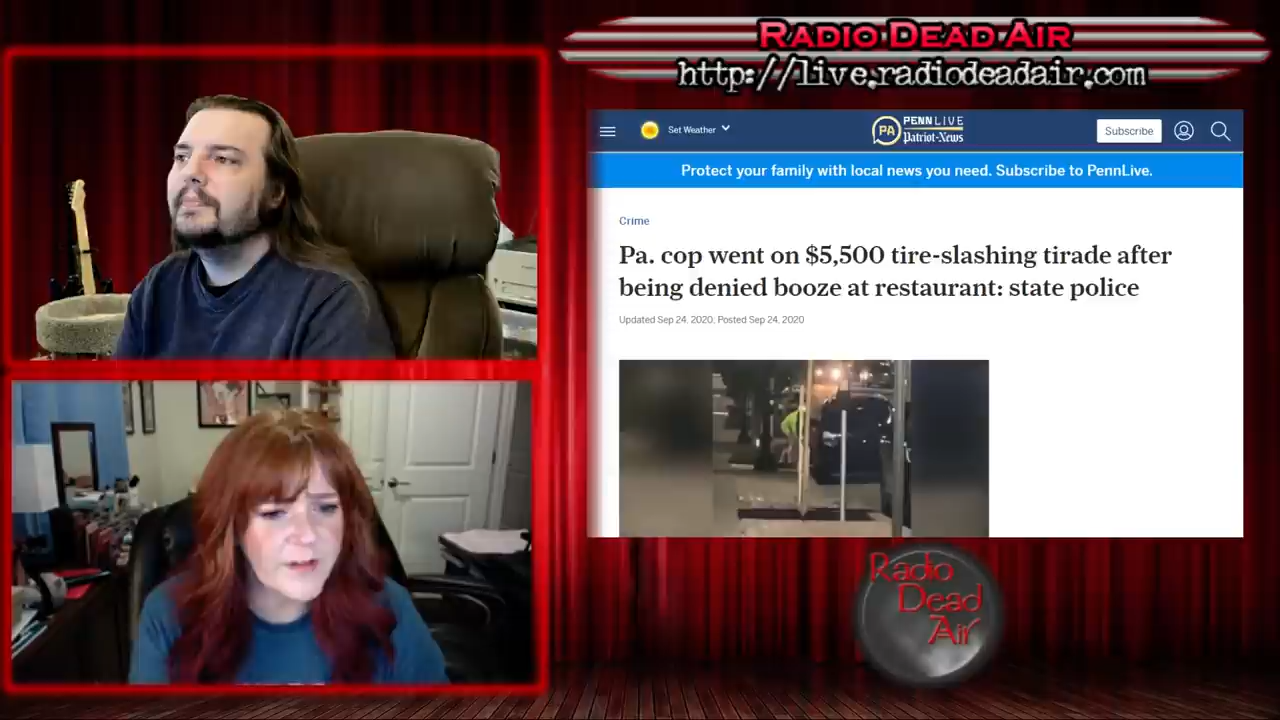 RADIO DEAD AIR
http://live.radiodeadair.com
Set Weather
PA PENNLIVE
Patriot-News
Subscribe
Protect your family with local news you need. Subscribe to PennLive.
Crime
Pa. cop went on $5,500 tire-slashing tirade after
being denied booze at restaurant: state police
Updated Sep 24, 2020; Posted Sep 24, 2020
Radio
Dead
Air